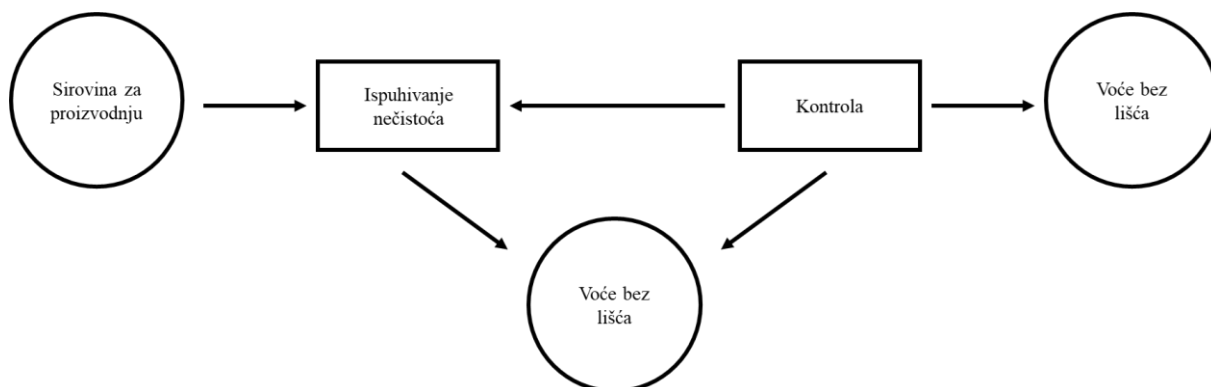 Sirovina za
proizvodnju
Ispuhivanje
nečistoća
Kontrola
Voće bez
lišća
Voće bez
lišća